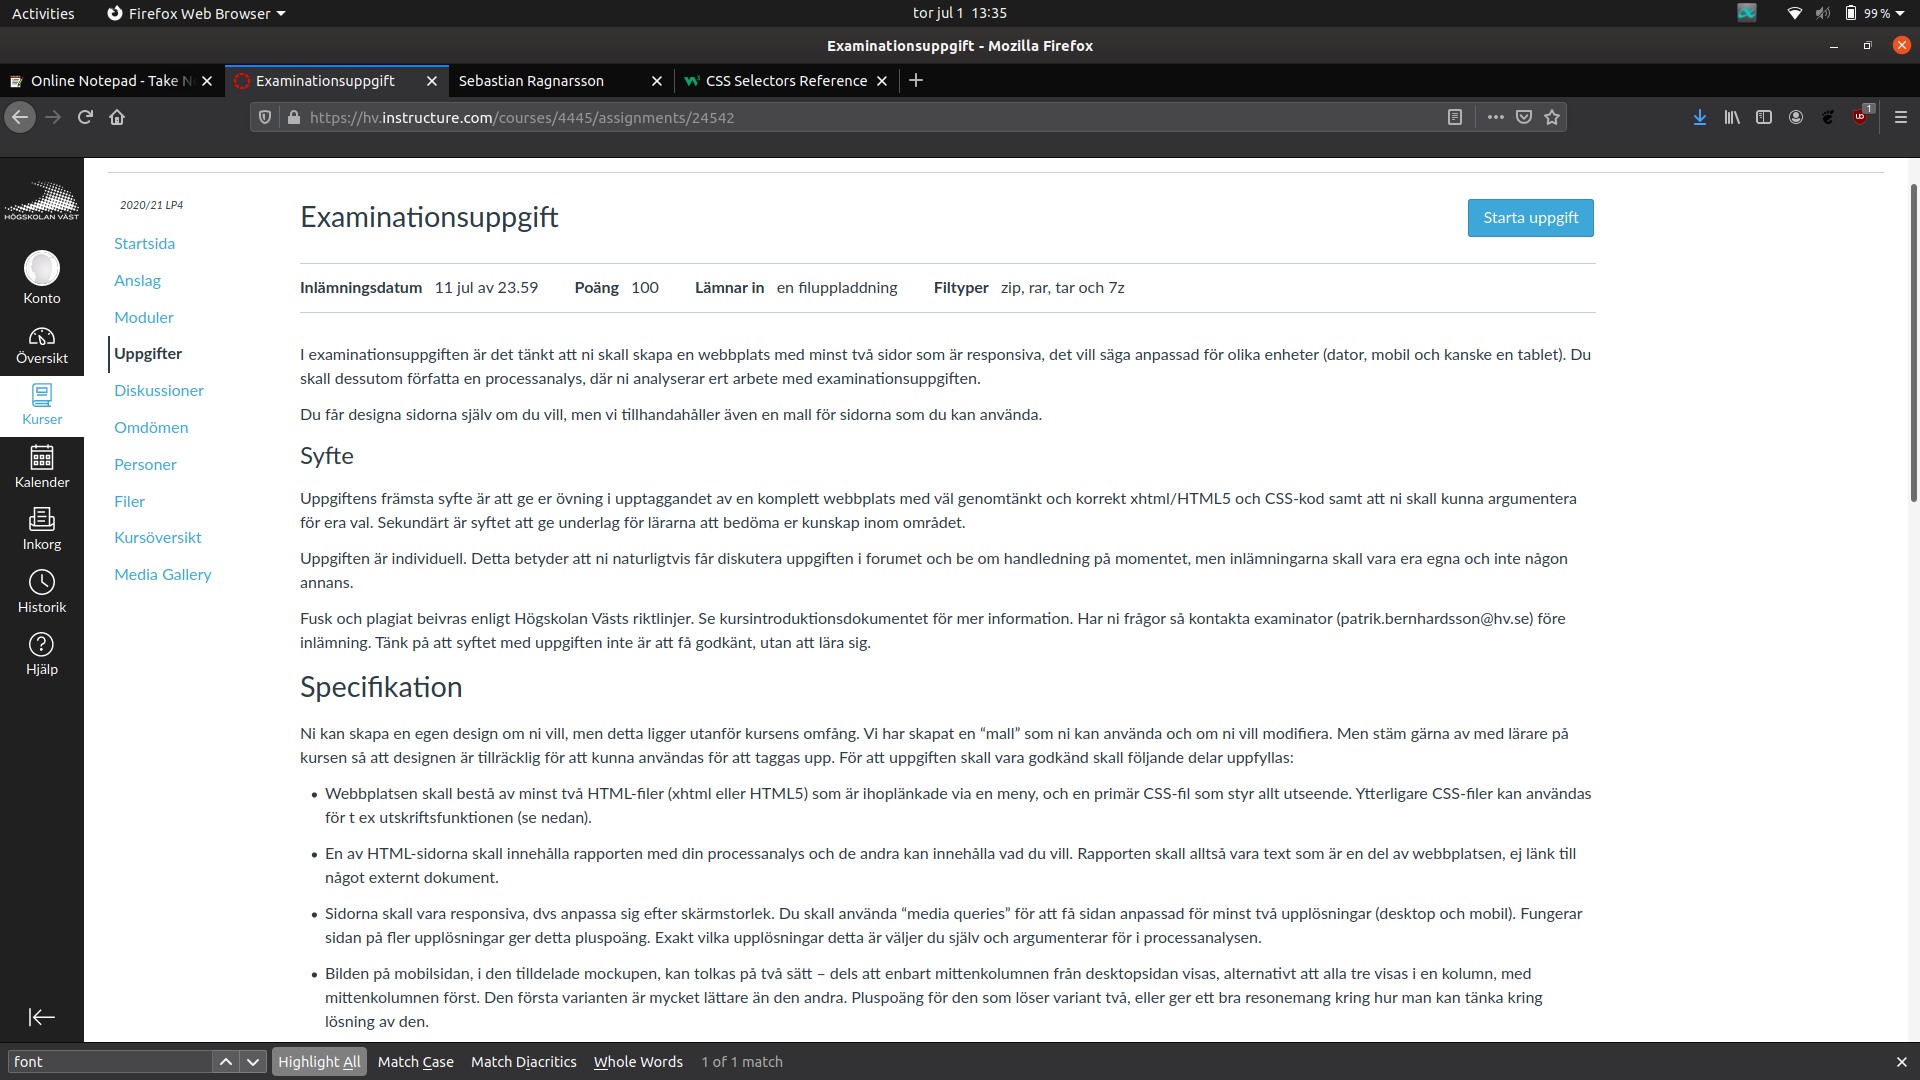 Activities
Firefox Web Browser
tor jul 1 13:35
99 %
Examinationsuppgift - Mozilla Firefox
Online Notepad - Take N
Examinationsuppgift
Sebastian Ragnarsson
CSS Selectors Reference
https://hv.instructure.com/courses/4445/assignments/24542
1
HÖGSKOLAN VÄST
Konto
Översikt
Kurser
Kalender
Inkorg
Historik
Hjälp
2020/21 LP4
Startsida
Anslag
Moduler
Uppgifter
Diskussioner
Omdömen
Personer
Filer
Kursöversikt
Media Gallery
Examinationsuppgift
Starta uppgift
Inlämningsdatum 11 jul av 23.59 Poäng 100 Lämnar in en filuppladdning Filtyper zip, rar, tar och 7z
I examinationsuppgiften är det tänkt att ni skall skapa en webbplats med minst två sidor som är responsiva, det vill säga anpassad för olika enheter (dator, mobil och kanske en tablet). Du
skall dessutom författa en processanalys, där ni analyserar ert arbete med examinationsuppgiften.
Du får designa sidorna själv om du vill, men vi tillhandahåller även en mall för sidorna som du kan använda.
Syfte
Uppgiftens främsta syfte är att ge er övning i upptaggandet av en komplett webbplats med väl genomtänkt och korrekt xhtml/HTML5 och CSS-kod samt att ni skall kunna argumentera
för era val. Sekundärt är syftet att ge underlag för lärarna att bedöma er kunskap inom området.
Uppgiften är individuell. Detta betyder att ni naturligtvis får diskutera uppgiften i forumet och be om handledning på momentet, men inlämningarna skall vara era egna och inte någon
annans.
Fusk och plagiat beivras enligt Högskolan Västs riktlinjer. Se kursintroduktionsdokumentet för mer information. Har ni frågor så kontakta examinator (patrik.bernhardsson@hv.se) före
inlämning. Tänk på att syftet med uppgiften inte är att få godkänt, utan att lära sig.
Specifikation
Ni kan skapa en egen design om ni vill, men detta ligger utanför kursens omfång. Vi har skapat en “mall” som ni kan använda och om ni vill modifiera. Men stäm gärna av med lärare på
kursen så att designen är tillräcklig för att kunna användas för att taggas upp. För att uppgiften skall vara godkänd skall följande delar uppfyllas:
• Webbplatsen skall bestå av minst två HTML-filer (xhtml eller HTML5) som är ihoplänkade via en meny, och en primär CSS-fil som styr allt utseende. Ytterligare CSS-filer kan användas
för t ex utskriftsfunktionen (se nedan).
• En av HTML-sidorna skall innehålla rapporten med din processanalys och de andra kan innehålla vad du vill. Rapporten skall alltså vara text som är en del av webbplatsen, ej länk till
något externt dokument.
• Sidorna skall vara responsiva, dvs anpassa sig efter skärmstorlek. Du skall använda “media queries” för att få sidan anpassad för minst två upplösningar (desktop och mobil). Fungerar
sidan på fler upplösningar ger detta pluspoäng. Exakt vilka upplösningar detta är väljer du själv och argumenterar för i processanalysen.
• Bilden på mobilsidan, i den tilldelade mockupen, kan tolkas på två sätt – dels att enbart mittenkolumnen från desktopsidan visas, alternativt att alla tre visas i en kolumn, med
mittenkolumnen först. Den första varianten är mycket lättare än den andra. Pluspoäng för den som löser variant två, eller ger ett bra resonemang kring hur man kan tänka kring
lösning av den.
font
Highlight All
Match Case
Match Diacritics
Whole Words
1 of 1 match